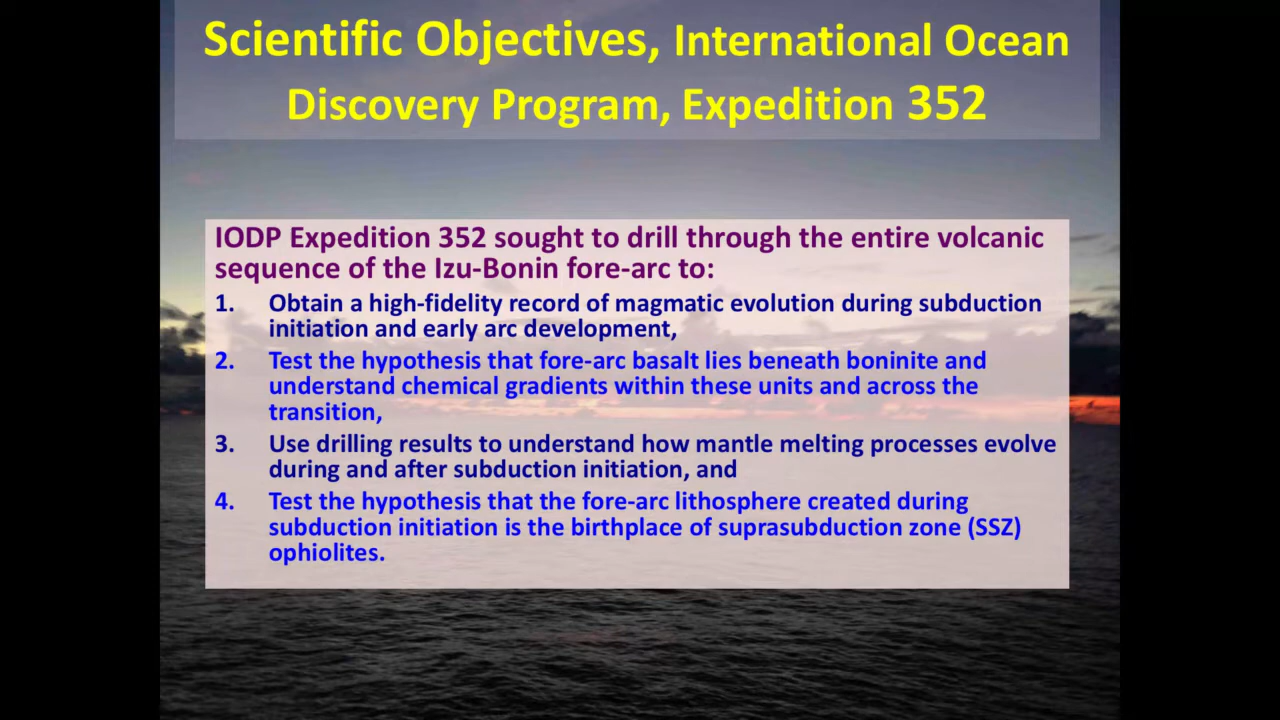 Scientific Objectives, International Ocean
Discovery Program, Expedition 352
IODP Expedition 352 sought to drill through the entire volcanic
sequence of the Izu-Bonin fore-arc to:
1. Obtain a high-fidelity record of magmatic evolution during subduction
initiation and early arc development,
2. Test the hypothesis that fore-arc basalt lies beneath boninite and
understand chemical gradients within these units and across the
transition,
3. Use drilling results to understand how mantle melting processes evolve
during and after subduction initiation, and
4. Test the hypothesis that the fore-arc lithosphere created during
subduction initiation is the birthplace of suprasubduction zone (SSZ)
ophiolites.